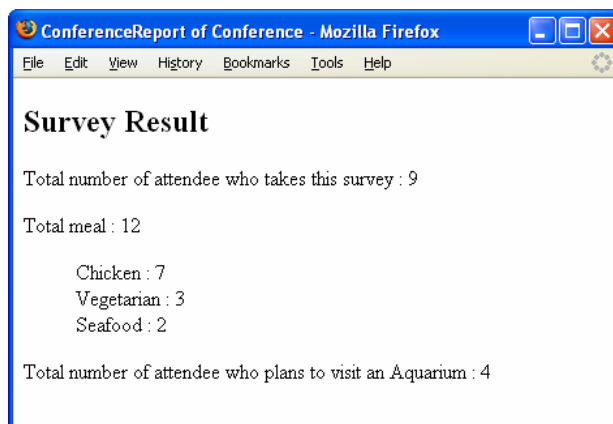 ConferenceReport of Conference - Mozilla Firefox
File Edit View History Bookmarks Tools Help
Survey Result
Total number of attendee who takes this survey : 9
Total meal : 12
Chicken : 7
Vegetarian : 3
Seafood : 2
Total number of attendee who plans to visit an Aquarium : 4